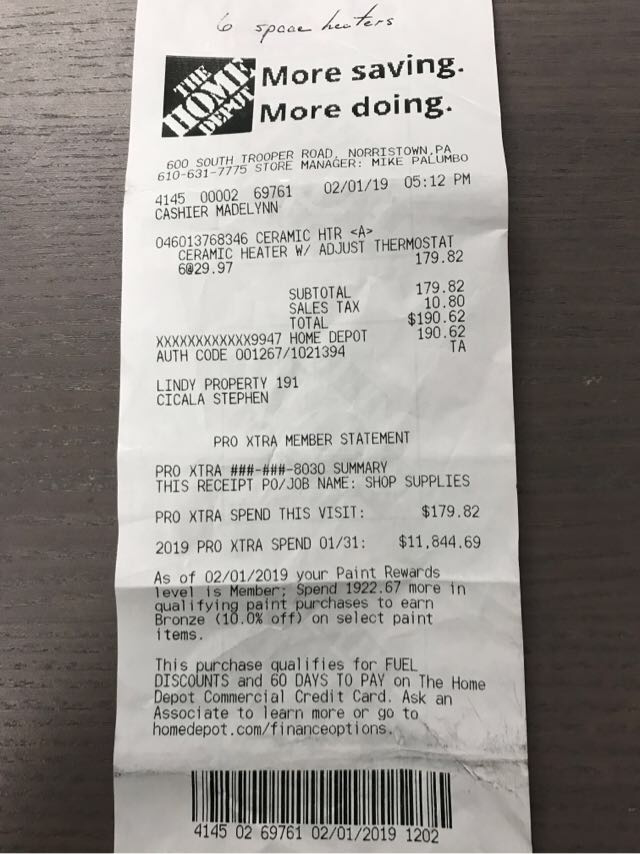 6 space heaters
THE HOME DEPOT
More saving.
More doing.
600 SOUTH TROOPER ROAD, NORRISTOWN,PA
610-631-7775 STORE MANAGER: MIKE PALUMBO
4145 00002 69761 02/01/19 05:12 PM
CASHIER MADELYNN
046013768346 CERAMIC HTR <A>
CERAMIC HEATER W/ ADJUST THERMOSTAT
6@29.97 179.82
SUBTOTAL 179.82
SALES TAX 10.80
TOTAL $190.62
XXXXXXXXXXXX9947 HOME DEPOT 190.62
AUTH CODE 001267/1021394 TA
LINDY PROPERTY 191
CICALA STEPHEN
PRO XTRA MEMBER STATEMENT
PRO XTRA ###-###-8030 SUMMARY
THIS RECEIPT PO/JOB NAME: SHOP SUPPLIES
PRO XTRA SPEND THIS VISIT: $179.82
2019 PRO XTRA SPEND 01/31: $11,844.69
As of 02/01/2019 your Paint Rewards
level is Member; Spend 1922.67 more in
qualifying paint purchases to earn
Bronze (10.0% off) on select paint
items.
This purchase qualifies for FUEL
DISCOUNTS and 60 DAYS TO PAY on The Home
Depot Commercial Credit Card. Ask an
Associate to learn more or go to
homedepot.com/financeoptions.
4145 02 69761 02/01/2019 1202